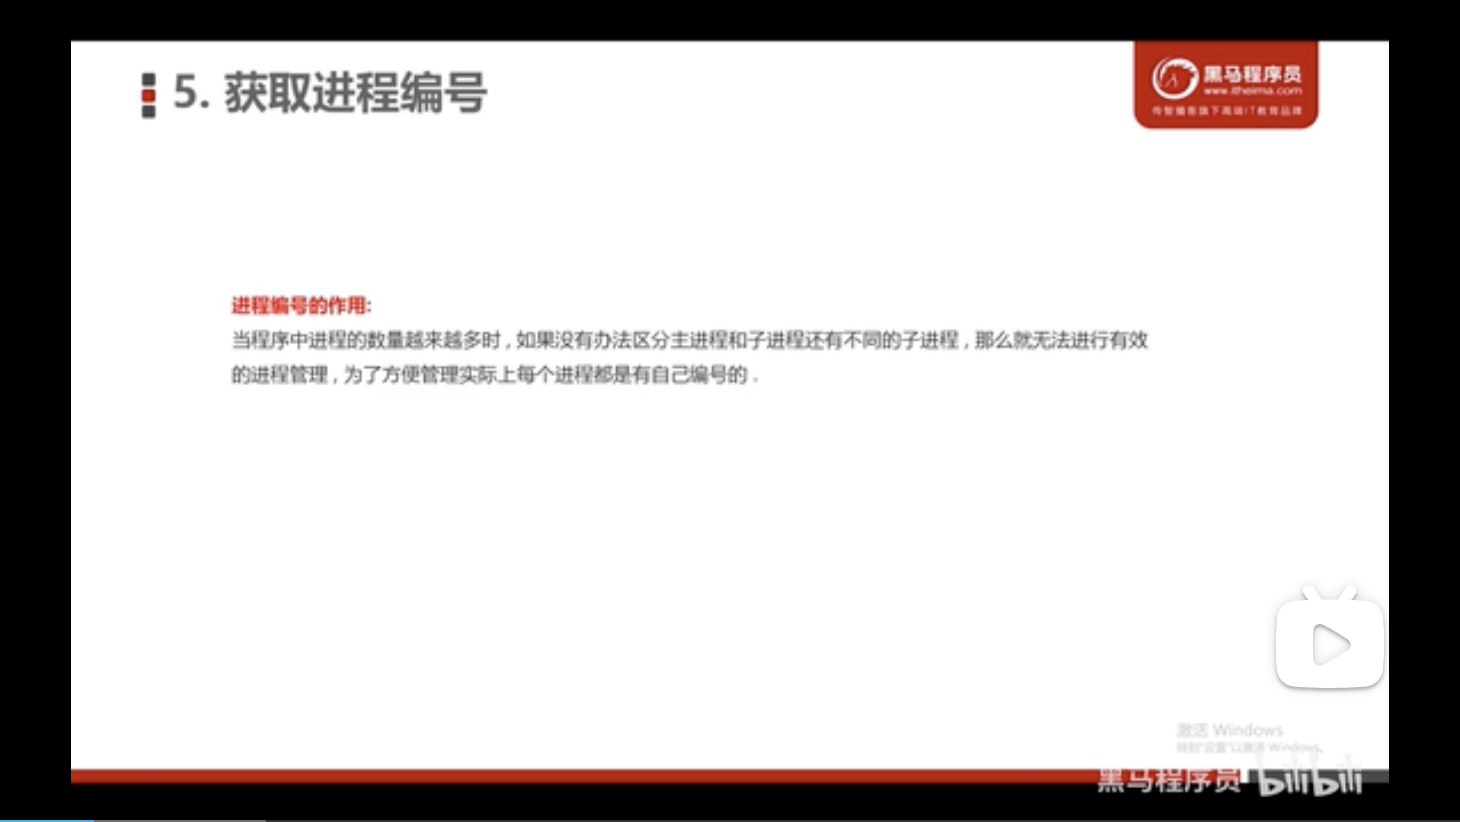 5. 获取进程编号
黑马程序员
www.itheima.com
传智播客旗下高端IT教育品牌
进程编号的作用:
当程序中进程的数量越来越多时 , 如果没有办法区分主进程和子进程还有不同的子进程 , 那么就无法进行有效
的进程管理 , 为了方便管理实际上每个进程都是有自己编号的 .
激活 Windows
转到"设置"以激活 Windows。
黑马程序员 bilibili